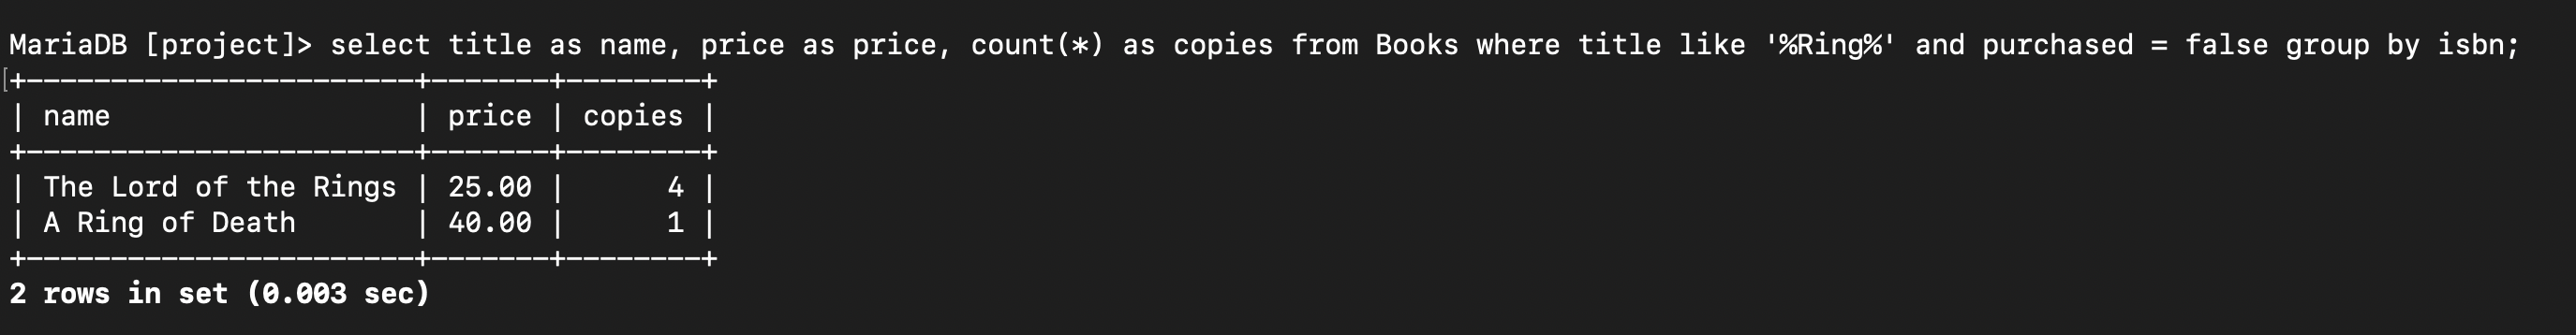 MariaDB [project]> select title as name, price as price, count(*) as copies from Books where title like '%Ring%' and purchased = false group by isbn;
[+-----------------------+-------+--------+
| name                  | price | copies |
+-----------------------+-------+--------+
| The Lord of the Rings | 25.00 |      4 |
| A Ring of Death       | 40.00 |      1 |
+-----------------------+-------+--------+
2 rows in set (0.003 sec)